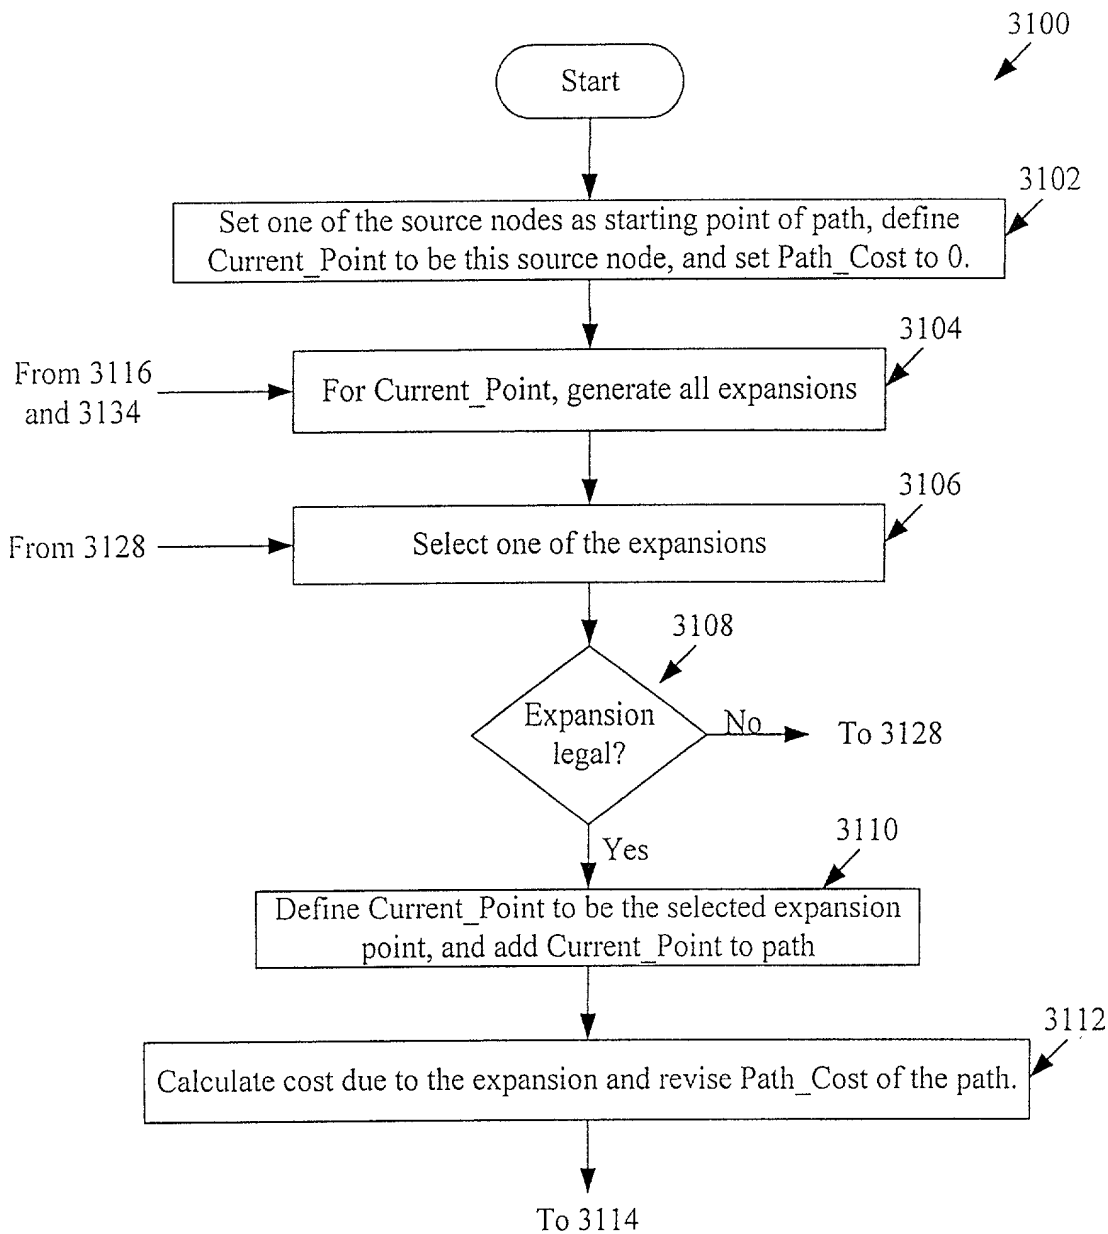 3100
Start
3102
Set one of the source nodes as starting point of path, define
Current_Point to be this source node, and set Path_Cost to 0.
3104
From 3116
and 3134
For Current_Point, generate all expansions
3106
From 3128
Select one of the expansions
3108
Expansion
legal?
No
To 3128
Yes
3110
Define Current_Point to be the selected expansion
point, and add Current_Point to path
3112
Calculate cost due to the expansion and revise Path_Cost of the path.
To 3114